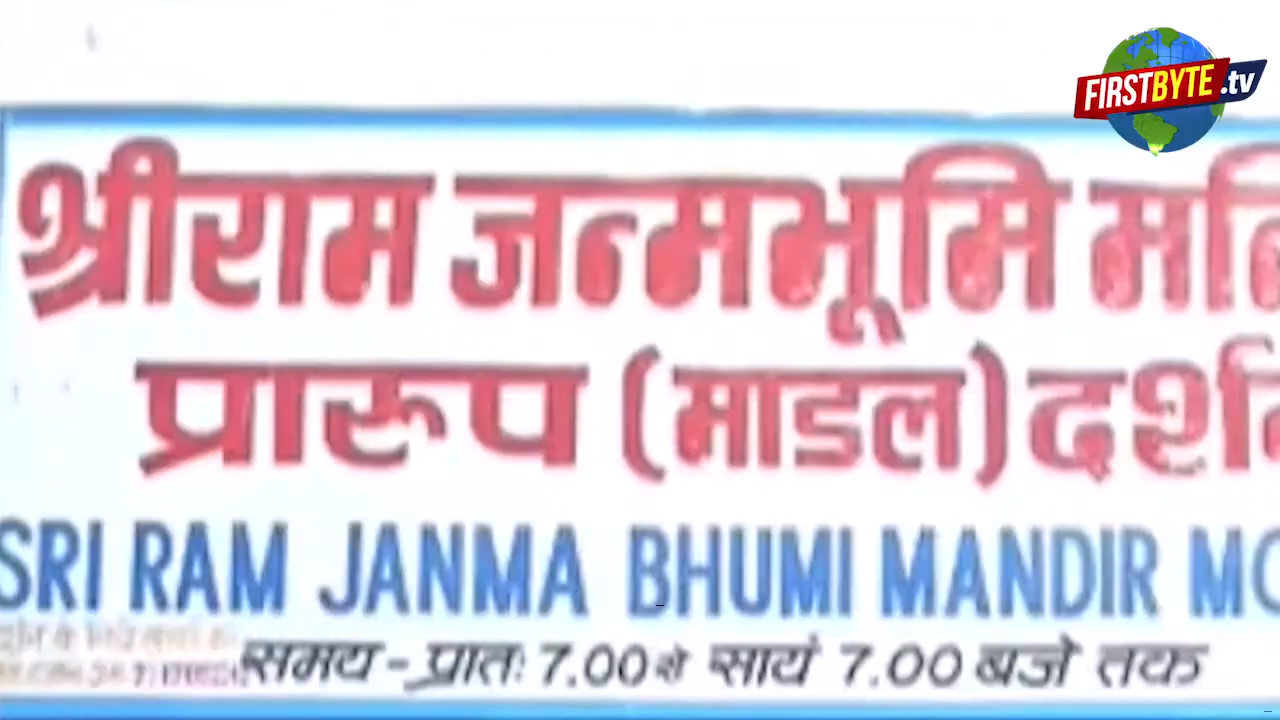 FIRSTBYTE.tv
श्रीराम जन्मभूमि
प्रारूप (माडल)
SRI RAM JANMA BHUMI MANDIR
समय - प्रातः 7.00 से सायं 7.00 बजे तक